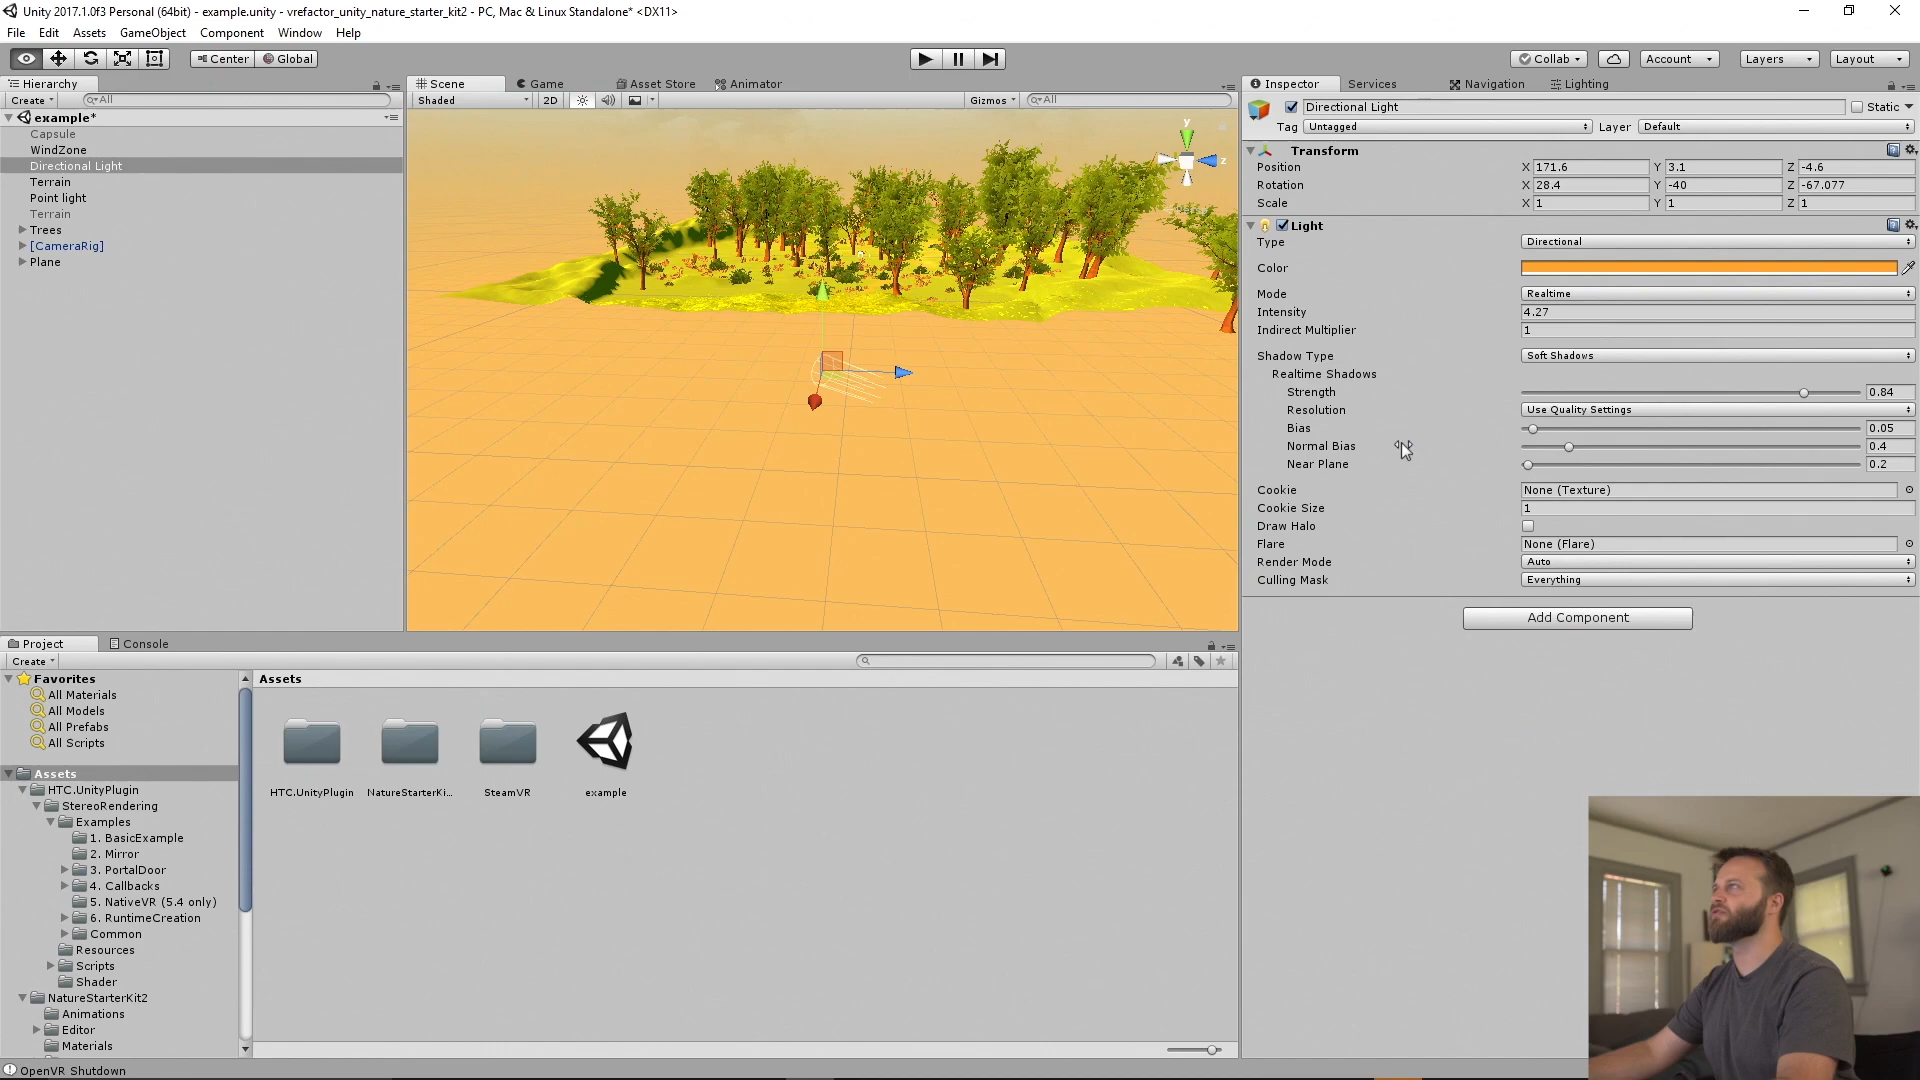 Unity 2017.1.0f3 Personal (64bit) - example.unity - vrefactor_unity_nature_starter_kit2 - PC, Mac & Linux Standalone* <DX11>
File Edit Assets GameObject Component Window Help
Center Global
Collab Account Layers Layout
Hierarchy
Create All
example*
Capsule
WindZone
Directional Light
Terrain
Point light
Terrain
Trees
[CameraRig]
Plane
Scene Game Asset Store Animator
Shaded 2D Gizmos All
y
z
Inspector Services Navigation Lighting
Directional Light Static
Tag Untagged Layer Default
Transform
Position X 171.6 Y 3.1 Z -4.6
Rotation X 28.4 Y -40 Z -67.077
Scale X 1 Y 1 Z 1
Light
Type Directional
Color
Mode Realtime
Intensity 4.27
Indirect Multiplier 1
Shadow Type Soft Shadows
Realtime Shadows
Strength 0.84
Resolution Use Quality Settings
Bias 0.05
Normal Bias 0.4
Near Plane 0.2
Cookie None (Texture)
Cookie Size 1
Draw Halo
Flare None (Flare)
Render Mode Auto
Culling Mask Everything
Add Component
Project Console
Create
Favorites
All Materials
All Models
All Prefabs
All Scripts
Assets
HTC.UnityPlugin
StereoRendering
Examples
1. BasicExample
2. Mirror
3. PortalDoor
4. Callbacks
5. NativeVR (5.4 only)
6. RuntimeCreation
Common
Resources
Scripts
Shader
NatureStarterKit2
Animations
Editor
Materials
Assets
HTC.UnityPlugin NatureStarterKi... SteamVR example
OpenVR Shutdown